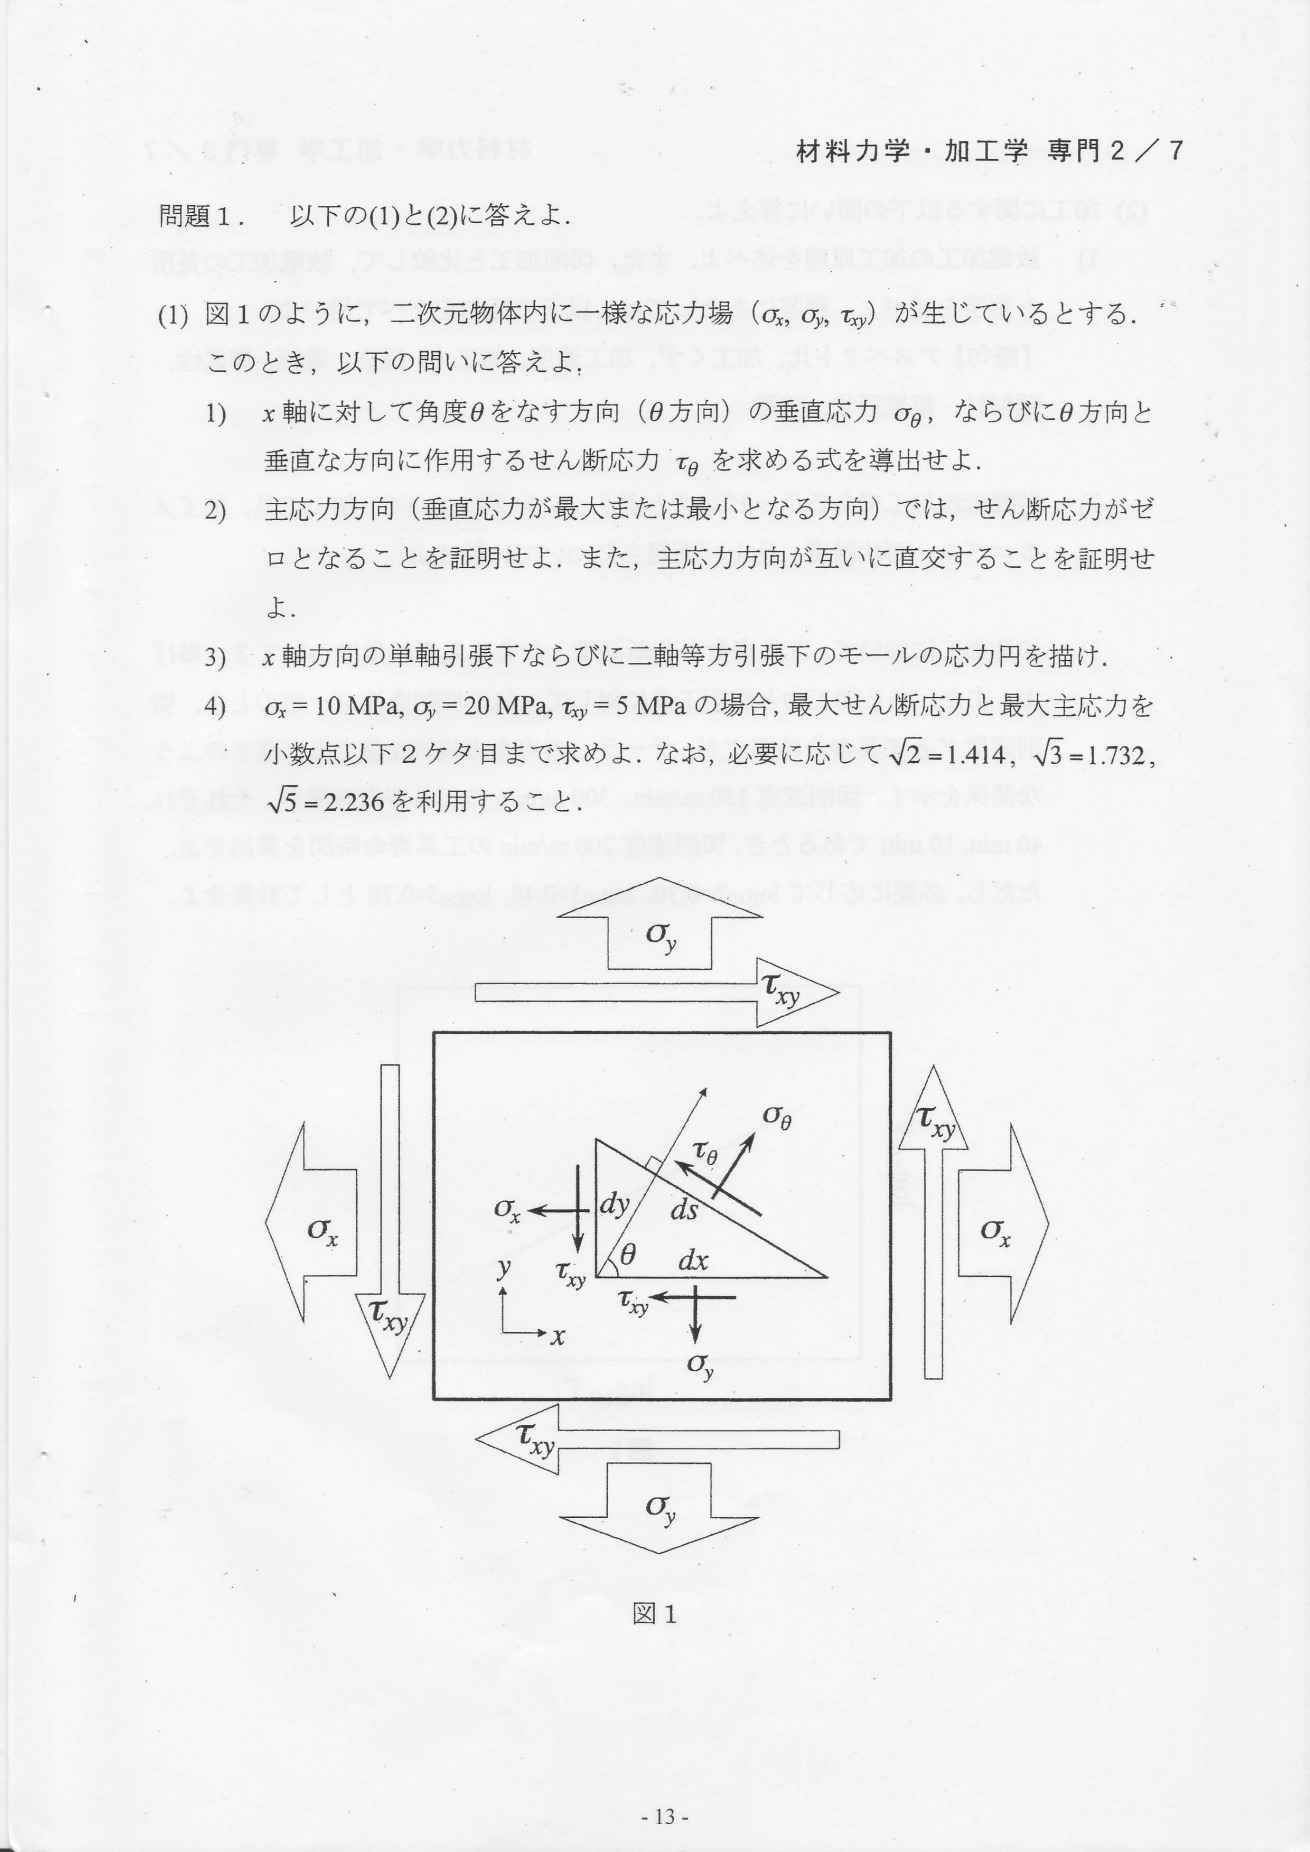 材料力学・加工学 専門2/7
問題1. 以下の(1)と(2)に答えよ.
(1) 図1のように, 二次元物体内に一様な応力場(σx, σy, τxy)が生じているとする.
このとき, 以下の問いに答えよ.
1) x軸に対して角度θをなす方向(θ方向)の垂直応力 σθ, ならびにθ方向と
垂直な方向に作用するせん断応力 τθ を求める式を導出せよ.
2) 主応力方向(垂直応力が最大または最小となる方向)では, せん断応力がゼ
ロとなることを証明せよ. また, 主応力方向が互いに直交することを証明せ
よ.
3) x軸方向の単軸引張下ならびに二軸等方引張下のモールの応力円を描け.
4) σx = 10 MPa, σy = 20 MPa, τxy = 5 MPa の場合, 最大せん断応力と最大主応力を
小数点以下2ケタ目まで求めよ. なお, 必要に応じて√2=1.414, √3=1.732,
√5=2.236を利用すること.
σy
τxy
τxy
σθ
τθ
σx
dy
ds
σx
σx
θ
dx
y
τxy
τxy
τxy
x
σy
τxy
σy
図1
- 13 -